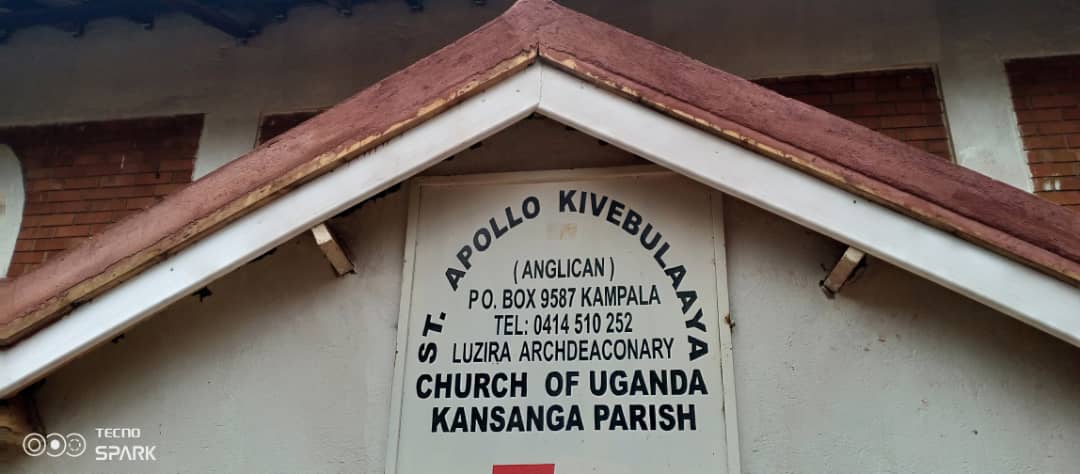 ST. APOLLO KIVEBULAAYA
( ANGLICAN )
P O. BOX 9587 KAMPALA
TEL: 0414 510 252
LUZIRA ARCHDEACONARY
CHURCH OF UGANDA
KANSANGA PARISH
TECNO
SPARK